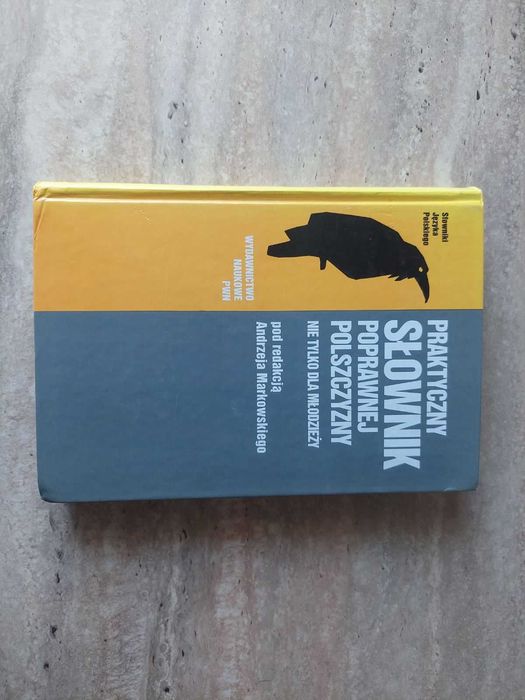 Słowniki
Języka
Polskiego
PRAKTYCZNY
SŁOWNIK
POPRAWNEJ
POLSZCZYZNY
NIE TYLKO DLA MŁODZIEŻY
pod redakcją
Andrzeja Markowskiego
WYDAWNICTWO
NAUKOWE
PWN